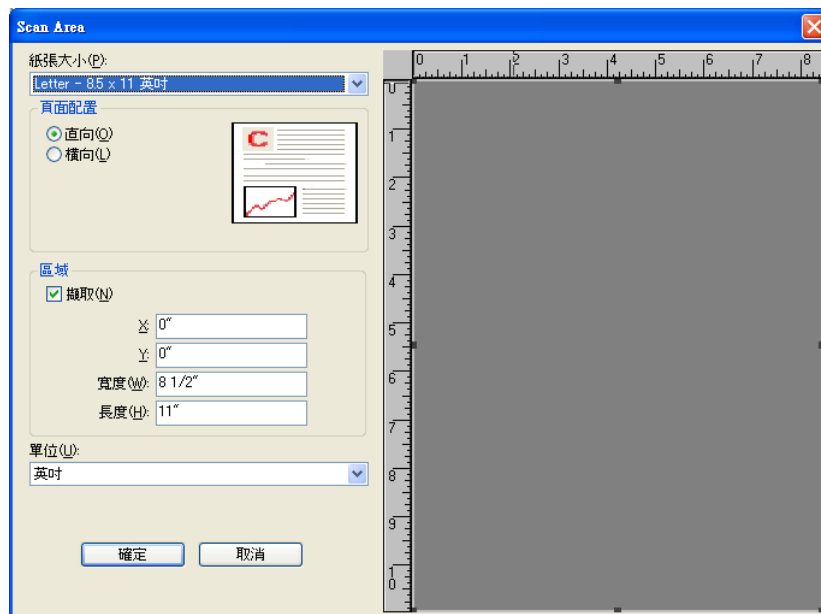 Scan Area
紙張大小(P):
Letter - 8.5 x 11 英吋
頁面配置
直向(O)
橫向(L)
C
區域
擷取(N)
X: 0"
Y: 0"
寬度(W): 8 1/2"
長度(H): 11"
單位(U):
英吋
確定 取消
0 1 2 3 4 5 6 7 8
0
1
2
3
4
5
6
7
8
9
10